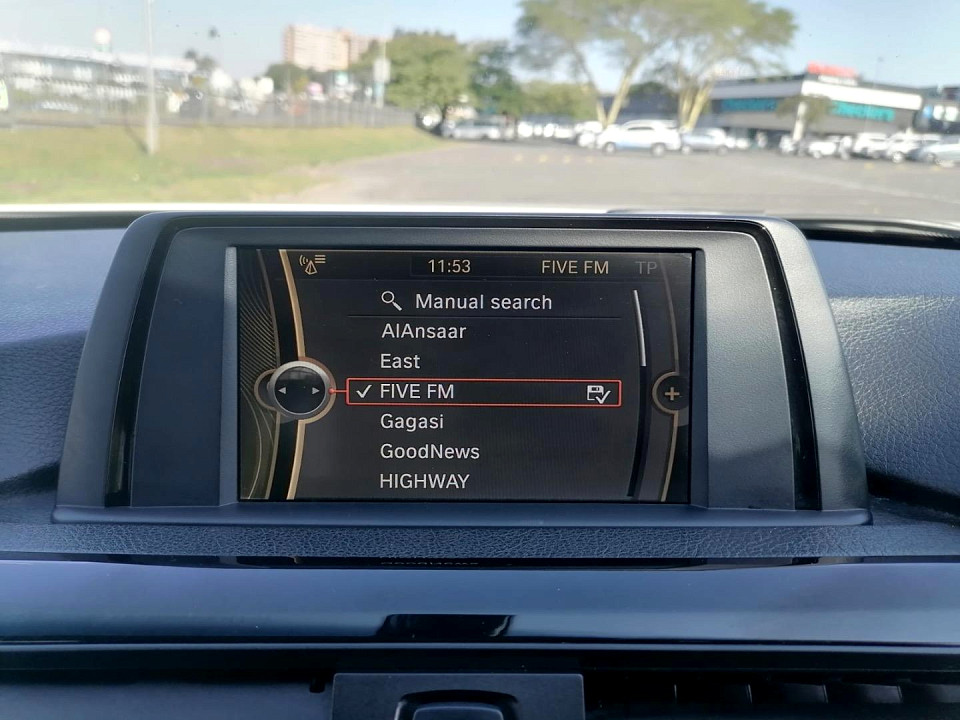 11:53 FIVE FM TP
Manual search
AlAnsaar
East
FIVE FM
Gagasi
GoodNews
HIGHWAY